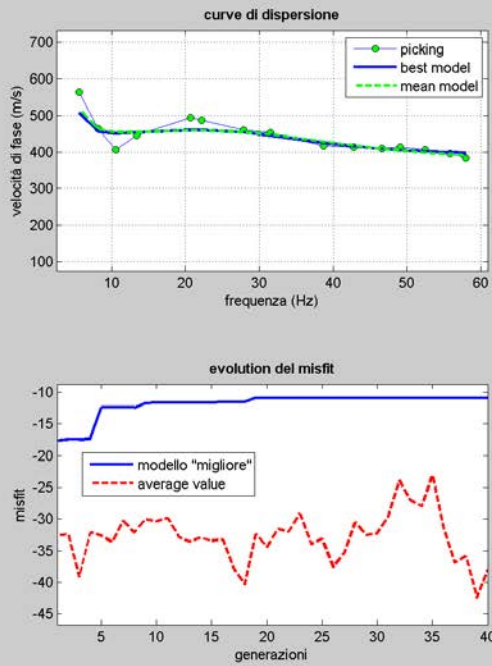 curve di dispersione
700
600
500
400
300
200
100
velocità di fase (m/s)
picking
best model
mean model
10
20
30
40
50
60
frequenza (Hz)
evolution del misfit
-10
-15
-20
-25
-30
-35
-40
-45
misfit
modello "migliore"
average value
5
10
15
20
25
30
35
40
generazioni